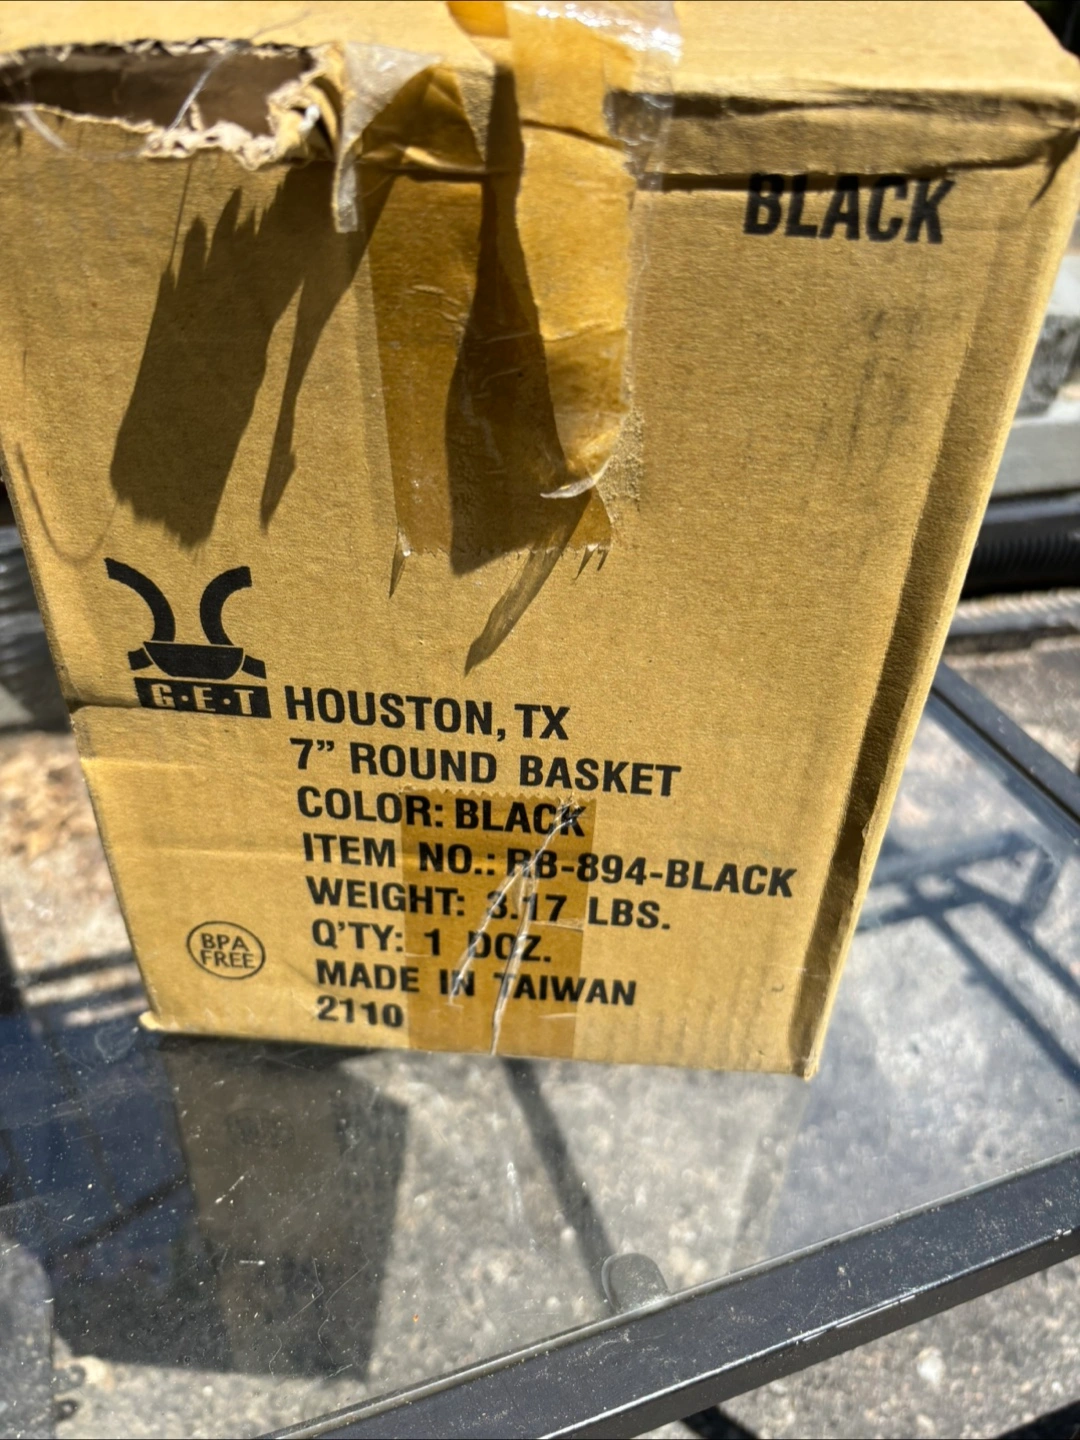 BLACK
G·E·T
HOUSTON, TX
7” ROUND BASKET
COLOR: BLACK
ITEM NO.: RB-894-BLACK
WEIGHT: 3.17 LBS.
Q’TY: 1 DOZ.
MADE IN TAIWAN
2110
BPA
FREE